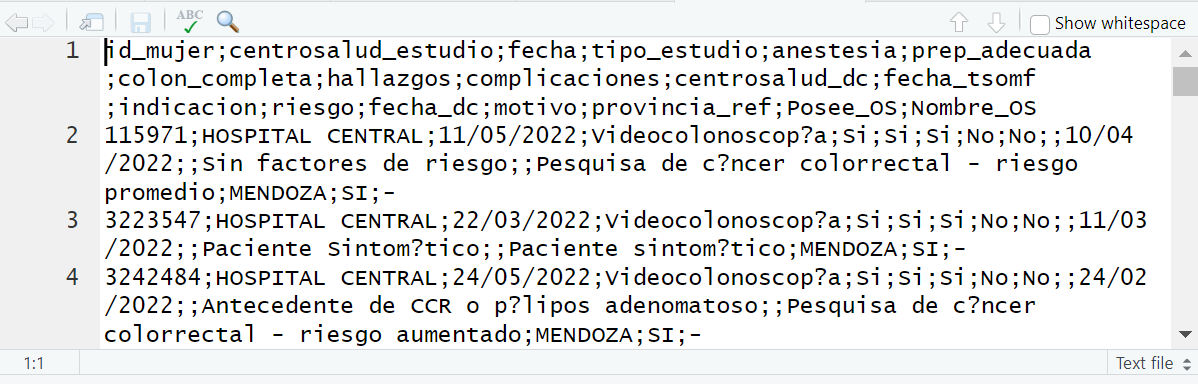 ABC
Show whitespace
1 id_mujer;centrosalud_estudio;fecha;tipo_estudio;anestesia;prep_adecuada
;colon_completa;hallazgos;complicaciones;centrosalud_dc;fecha_tsomf
;indicacion;riesgo;fecha_dc;motivo;provincia_ref;Posee_OS;Nombre_OS
2 115971;HOSPITAL CENTRAL;11/05/2022;Videocolonoscop?a;Si;Si;Si;No;No;;10/04
/2022;;Sin factores de riesgo;;Pesquisa de c?ncer colorrectal - riesgo
promedio;MENDOZA;SI;-
3 3223547;HOSPITAL CENTRAL;22/03/2022;Videocolonoscop?a;Si;Si;Si;No;No;;11/03
/2022;;Paciente Sintom?tico;;Paciente sintom?tico;MENDOZA;SI;-
4 3242484;HOSPITAL CENTRAL;24/05/2022;Videocolonoscop?a;Si;Si;Si;No;No;;24/02
/2022;;Antecedente de CCR o p?lipos adenomatoso;;Pesquisa de c?ncer
colorrectal - riesgo aumentado;MENDOZA;SI;-
1:1
Text file